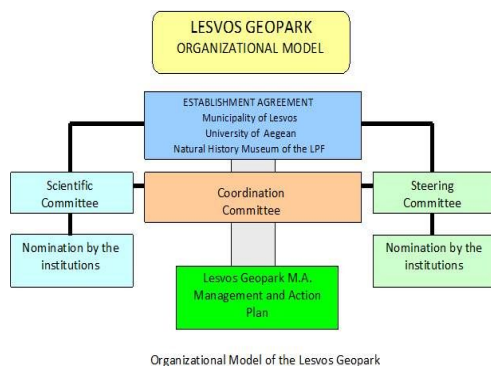 LESVOS GEOPARK
ORGANIZATIONAL MODEL
ESTABLISHMENT AGREEMENT
Municipality of Lesvos
University of Aegean
Natural History Museum of the LPF
Scientific
Committee
Coordination
Committee
Steering
Committee
Nomination by the
institutions
Nomination by the
institutions
Lesvos Geopark M.A.
Management and Action
Plan
Organizational Model of the Lesvos Geopark